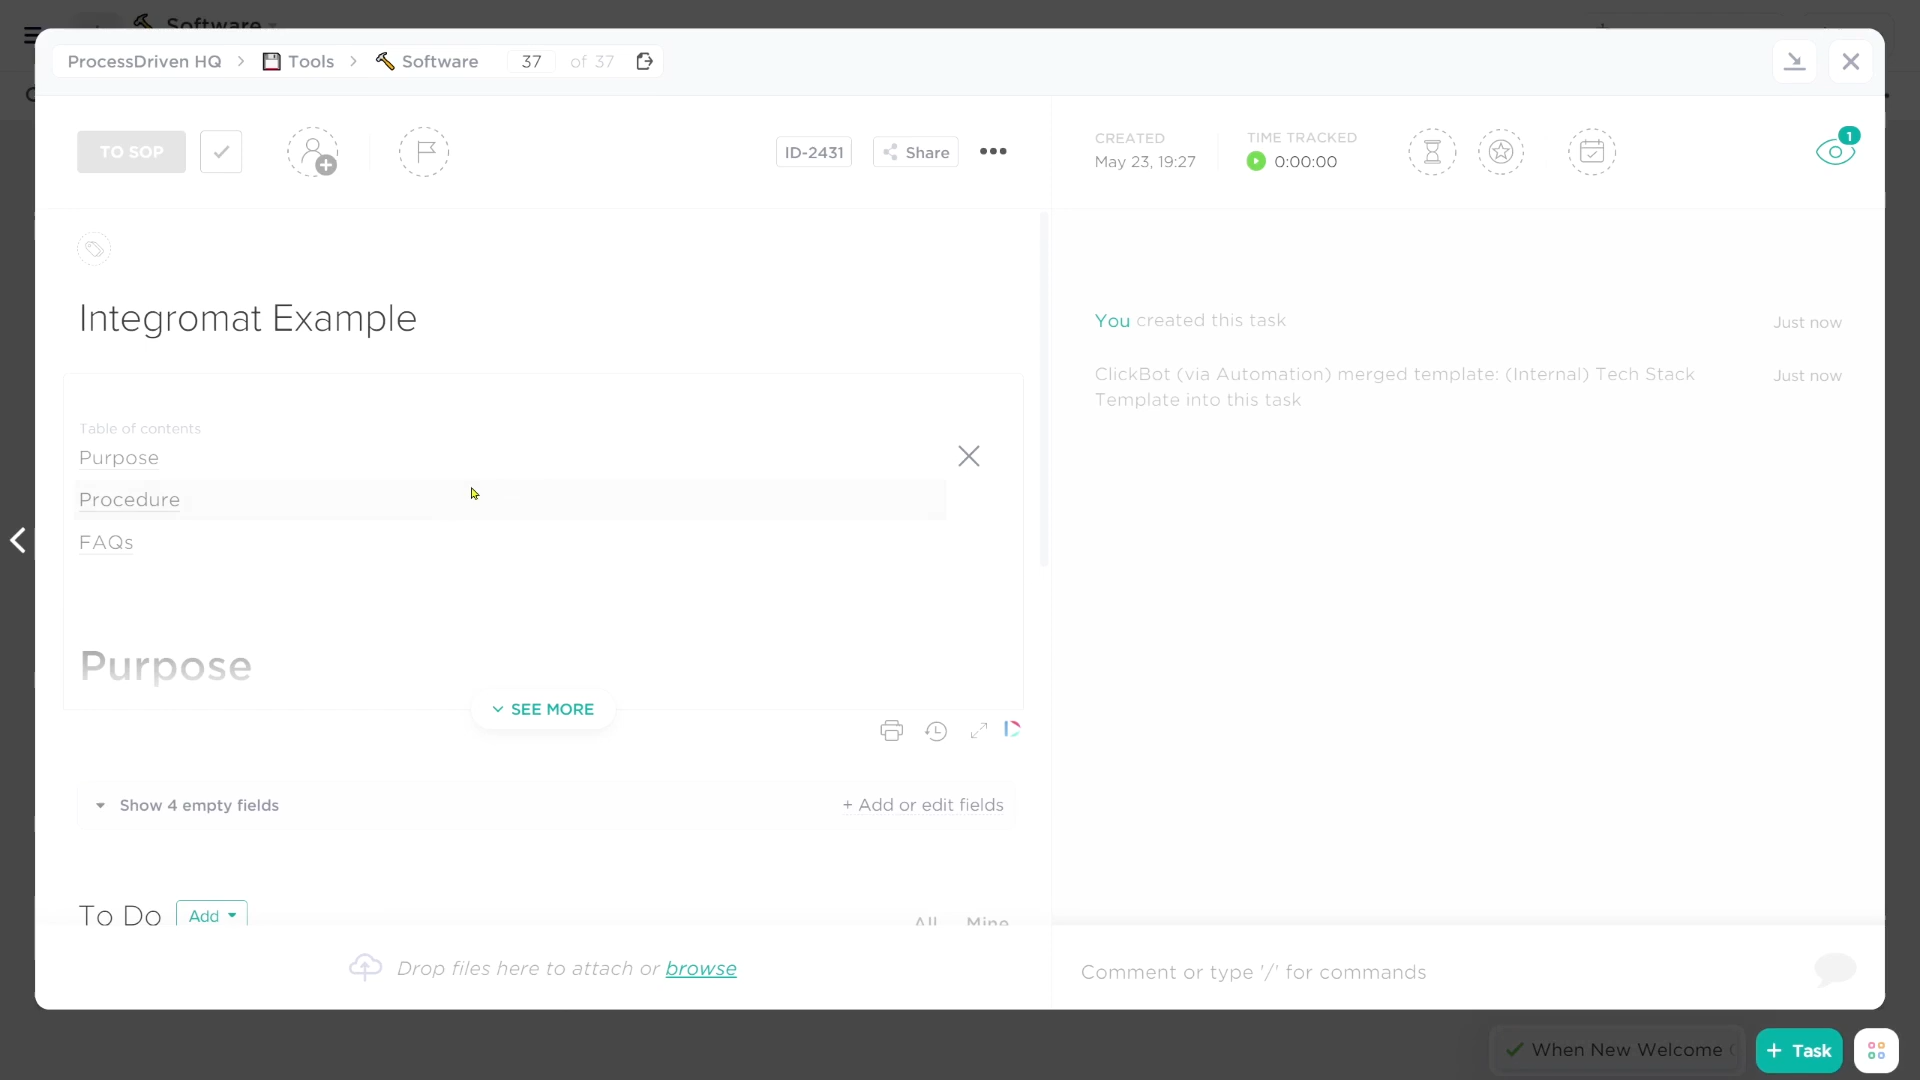 Software
ProcessDriven HQ > Tools > Software 37 of 37
TO SOP
ID-2431
Share
CREATED
May 23, 19:27
TIME TRACKED
0:00:00
1
Integromat Example
Table of contents
Purpose
Procedure
FAQs
Purpose
SEE MORE
Show 4 empty fields
+ Add or edit fields
To Do
Add
All Mine
Drop files here to attach or browse
You created this task
Just now
ClickBot (via Automation) merged template: (Internal) Tech Stack
Template into this task
Just now
Comment or type '/' for commands
When New Welcome
+ Task